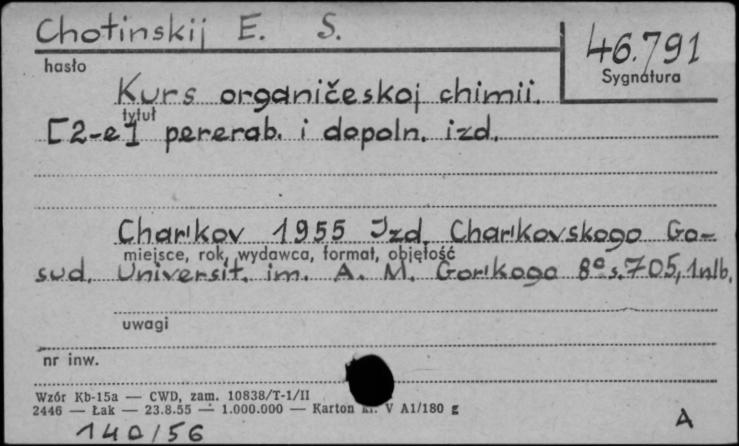 Chotinskij E. S.
46.791
hasło
Sygnatura
Kurs organičeskoj chimii.
tytuł
[2-e] pererab. i dopoln. izd.
Char'kov 1955 Izd. Char'kovskogo Go-
miejsce, rok, wydawca, format, objętość
sud. Universit. im. A. M. Gor'kogo 8° s. 705, 1 nlb.
uwagi
nr inw.
Wzór Kb-15a — CWD, zam. 10838/T-1/II
2446 — Łak — 23.8.55 — 1.000.000 — Karton kl. V A1/180 g
140/56
A